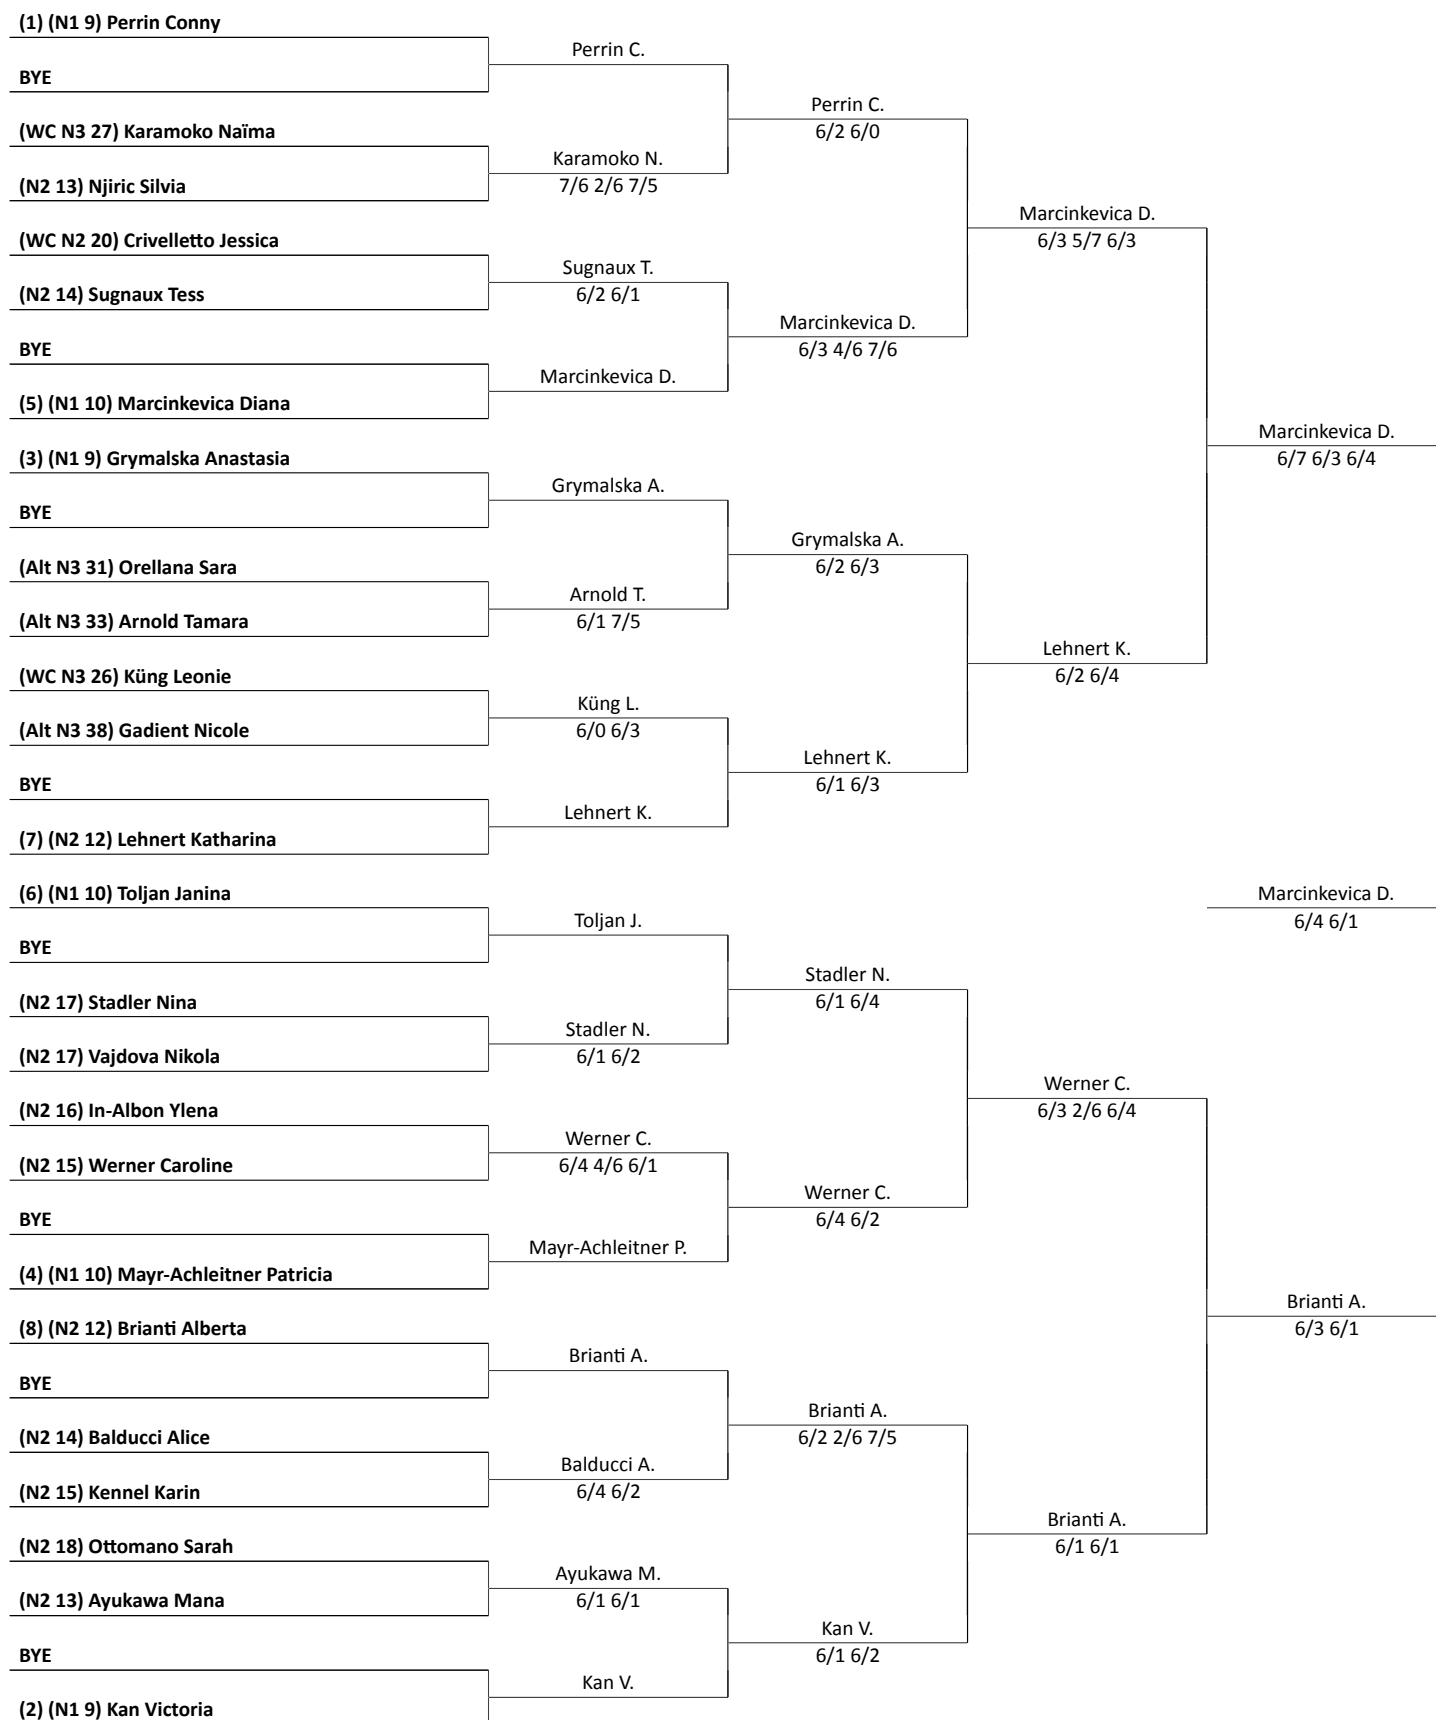 (1) (N1 9) Perrin Conny
BYE
(WC N3 27) Karamoko Naïma
(N2 13) Njiric Silvia
(WC N2 20) Crivelletto Jessica
(N2 14) Sugnaux Tess
BYE
(5) (N1 10) Marcinkevica Diana
(3) (N1 9) Grymalska Anastasia
BYE
(Alt N3 31) Orellana Sara
(Alt N3 33) Arnold Tamara
(WC N3 26) Küng Leonie
(Alt N3 38) Gadient Nicole
BYE
(7) (N2 12) Lehnert Katharina
(6) (N1 10) Toljan Janina
BYE
(N2 17) Stadler Nina
(N2 17) Vajdova Nikola
(N2 16) In-Albon Ylena
(N2 15) Werner Caroline
BYE
(4) (N1 10) Mayr-Achleitner Patricia
(8) (N2 12) Brianti Alberta
BYE
(N2 14) Balducci Alice
(N2 15) Kennel Karin
(N2 18) Ottomano Sarah
(N2 13) Ayukawa Mana
BYE
(2) (N1 9) Kan Victoria
Perrin C.
Karamoko N.
7/6 2/6 7/5
Sugnaux T.
6/2 6/1
Marcinkevica D.
Grymalska A.
Arnold T.
6/1 7/5
Küng L.
6/0 6/3
Lehnert K.
Toljan J.
Stadler N.
6/1 6/2
Werner C.
6/4 4/6 6/1
Mayr-Achleitner P.
Brianti A.
Balducci A.
6/4 6/2
Ayukawa M.
6/1 6/1
Kan V.
Perrin C.
6/2 6/0
Marcinkevica D.
6/3 4/6 7/6
Grymalska A.
6/2 6/3
Lehnert K.
6/1 6/3
Stadler N.
6/1 6/4
Werner C.
6/4 6/2
Brianti A.
6/2 2/6 7/5
Kan V.
6/1 6/2
Marcinkevica D.
6/3 5/7 6/3
Lehnert K.
6/2 6/4
Werner C.
6/3 2/6 6/4
Brianti A.
6/1 6/1
Marcinkevica D.
6/7 6/3 6/4
Marcinkevica D.
6/4 6/1
Brianti A.
6/3 6/1